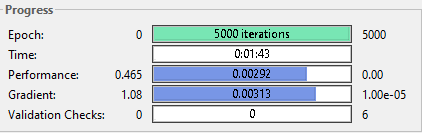 Progress
Epoch: 0 5000 iterations 5000
Time: 0:01:43
Performance: 0.465 0.00292 0.00
Gradient: 1.08 0.00313 1.00e-05
Validation Checks: 0 0 6